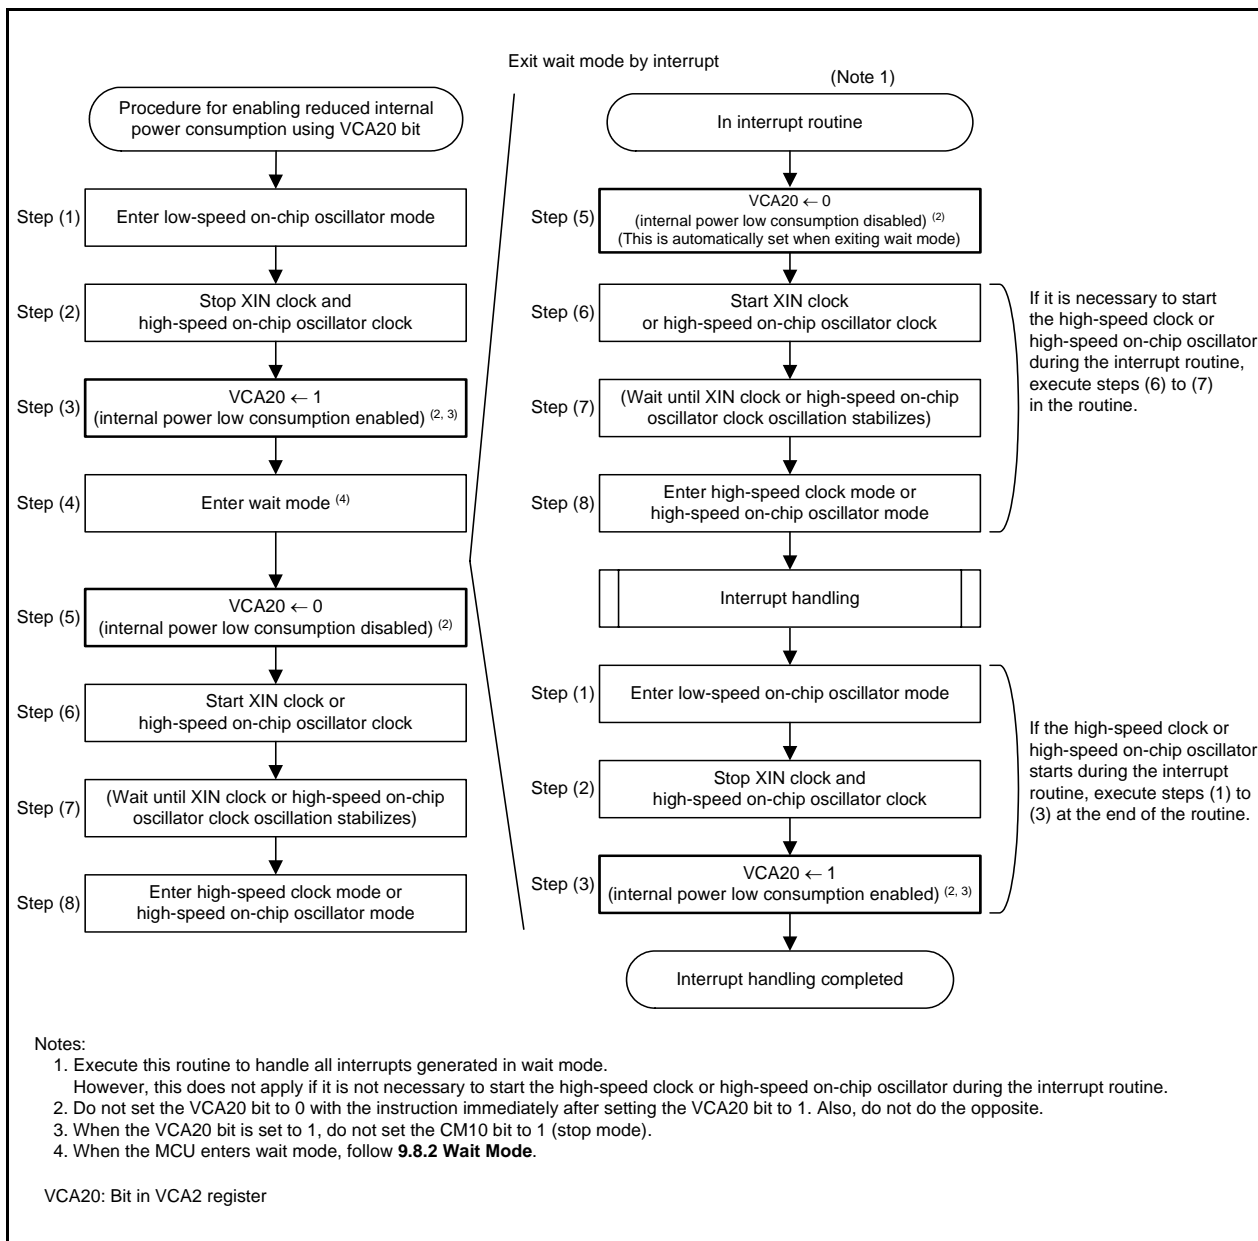 Exit wait mode by interrupt
(Note 1)
Procedure for enabling reduced internal
power consumption using VCA20 bit
Step (1)
Enter low-speed on-chip oscillator mode
Step (2)
Stop XIN clock and
high-speed on-chip oscillator clock
Step (3)
VCA20 ← 1
(internal power low consumption enabled) (2, 3)
Step (4)
Enter wait mode (4)
Step (5)
VCA20 ← 0
(internal power low consumption disabled) (2)
Step (6)
Start XIN clock or
high-speed on-chip oscillator clock
Step (7)
(Wait until XIN clock or high-speed on-chip
oscillator clock oscillation stabilizes)
Step (8)
Enter high-speed clock mode or
high-speed on-chip oscillator mode
In interrupt routine
Step (5)
VCA20 ← 0
(internal power low consumption disabled) (2)
(This is automatically set when exiting wait mode)
Step (6)
Start XIN clock
or high-speed on-chip oscillator clock
Step (7)
(Wait until XIN clock or high-speed on-chip
oscillator clock oscillation stabilizes)
Step (8)
Enter high-speed clock mode or
high-speed on-chip oscillator mode
If it is necessary to start
the high-speed clock or
high-speed on-chip oscillator
during the interrupt routine,
execute steps (6) to (7)
in the routine.
Interrupt handling
Step (1)
Enter low-speed on-chip oscillator mode
Step (2)
Stop XIN clock and
high-speed on-chip oscillator clock
Step (3)
VCA20 ← 1
(internal power low consumption enabled) (2, 3)
If the high-speed clock or
high-speed on-chip oscillator
starts during the interrupt
routine, execute steps (1) to
(3) at the end of the routine.
Interrupt handling completed
Notes:
1. Execute this routine to handle all interrupts generated in wait mode.
However, this does not apply if it is not necessary to start the high-speed clock or high-speed on-chip oscillator during the interrupt routine.
2. Do not set the VCA20 bit to 0 with the instruction immediately after setting the VCA20 bit to 1. Also, do not do the opposite.
3. When the VCA20 bit is set to 1, do not set the CM10 bit to 1 (stop mode).
4. When the MCU enters wait mode, follow 9.8.2 Wait Mode.
VCA20: Bit in VCA2 register